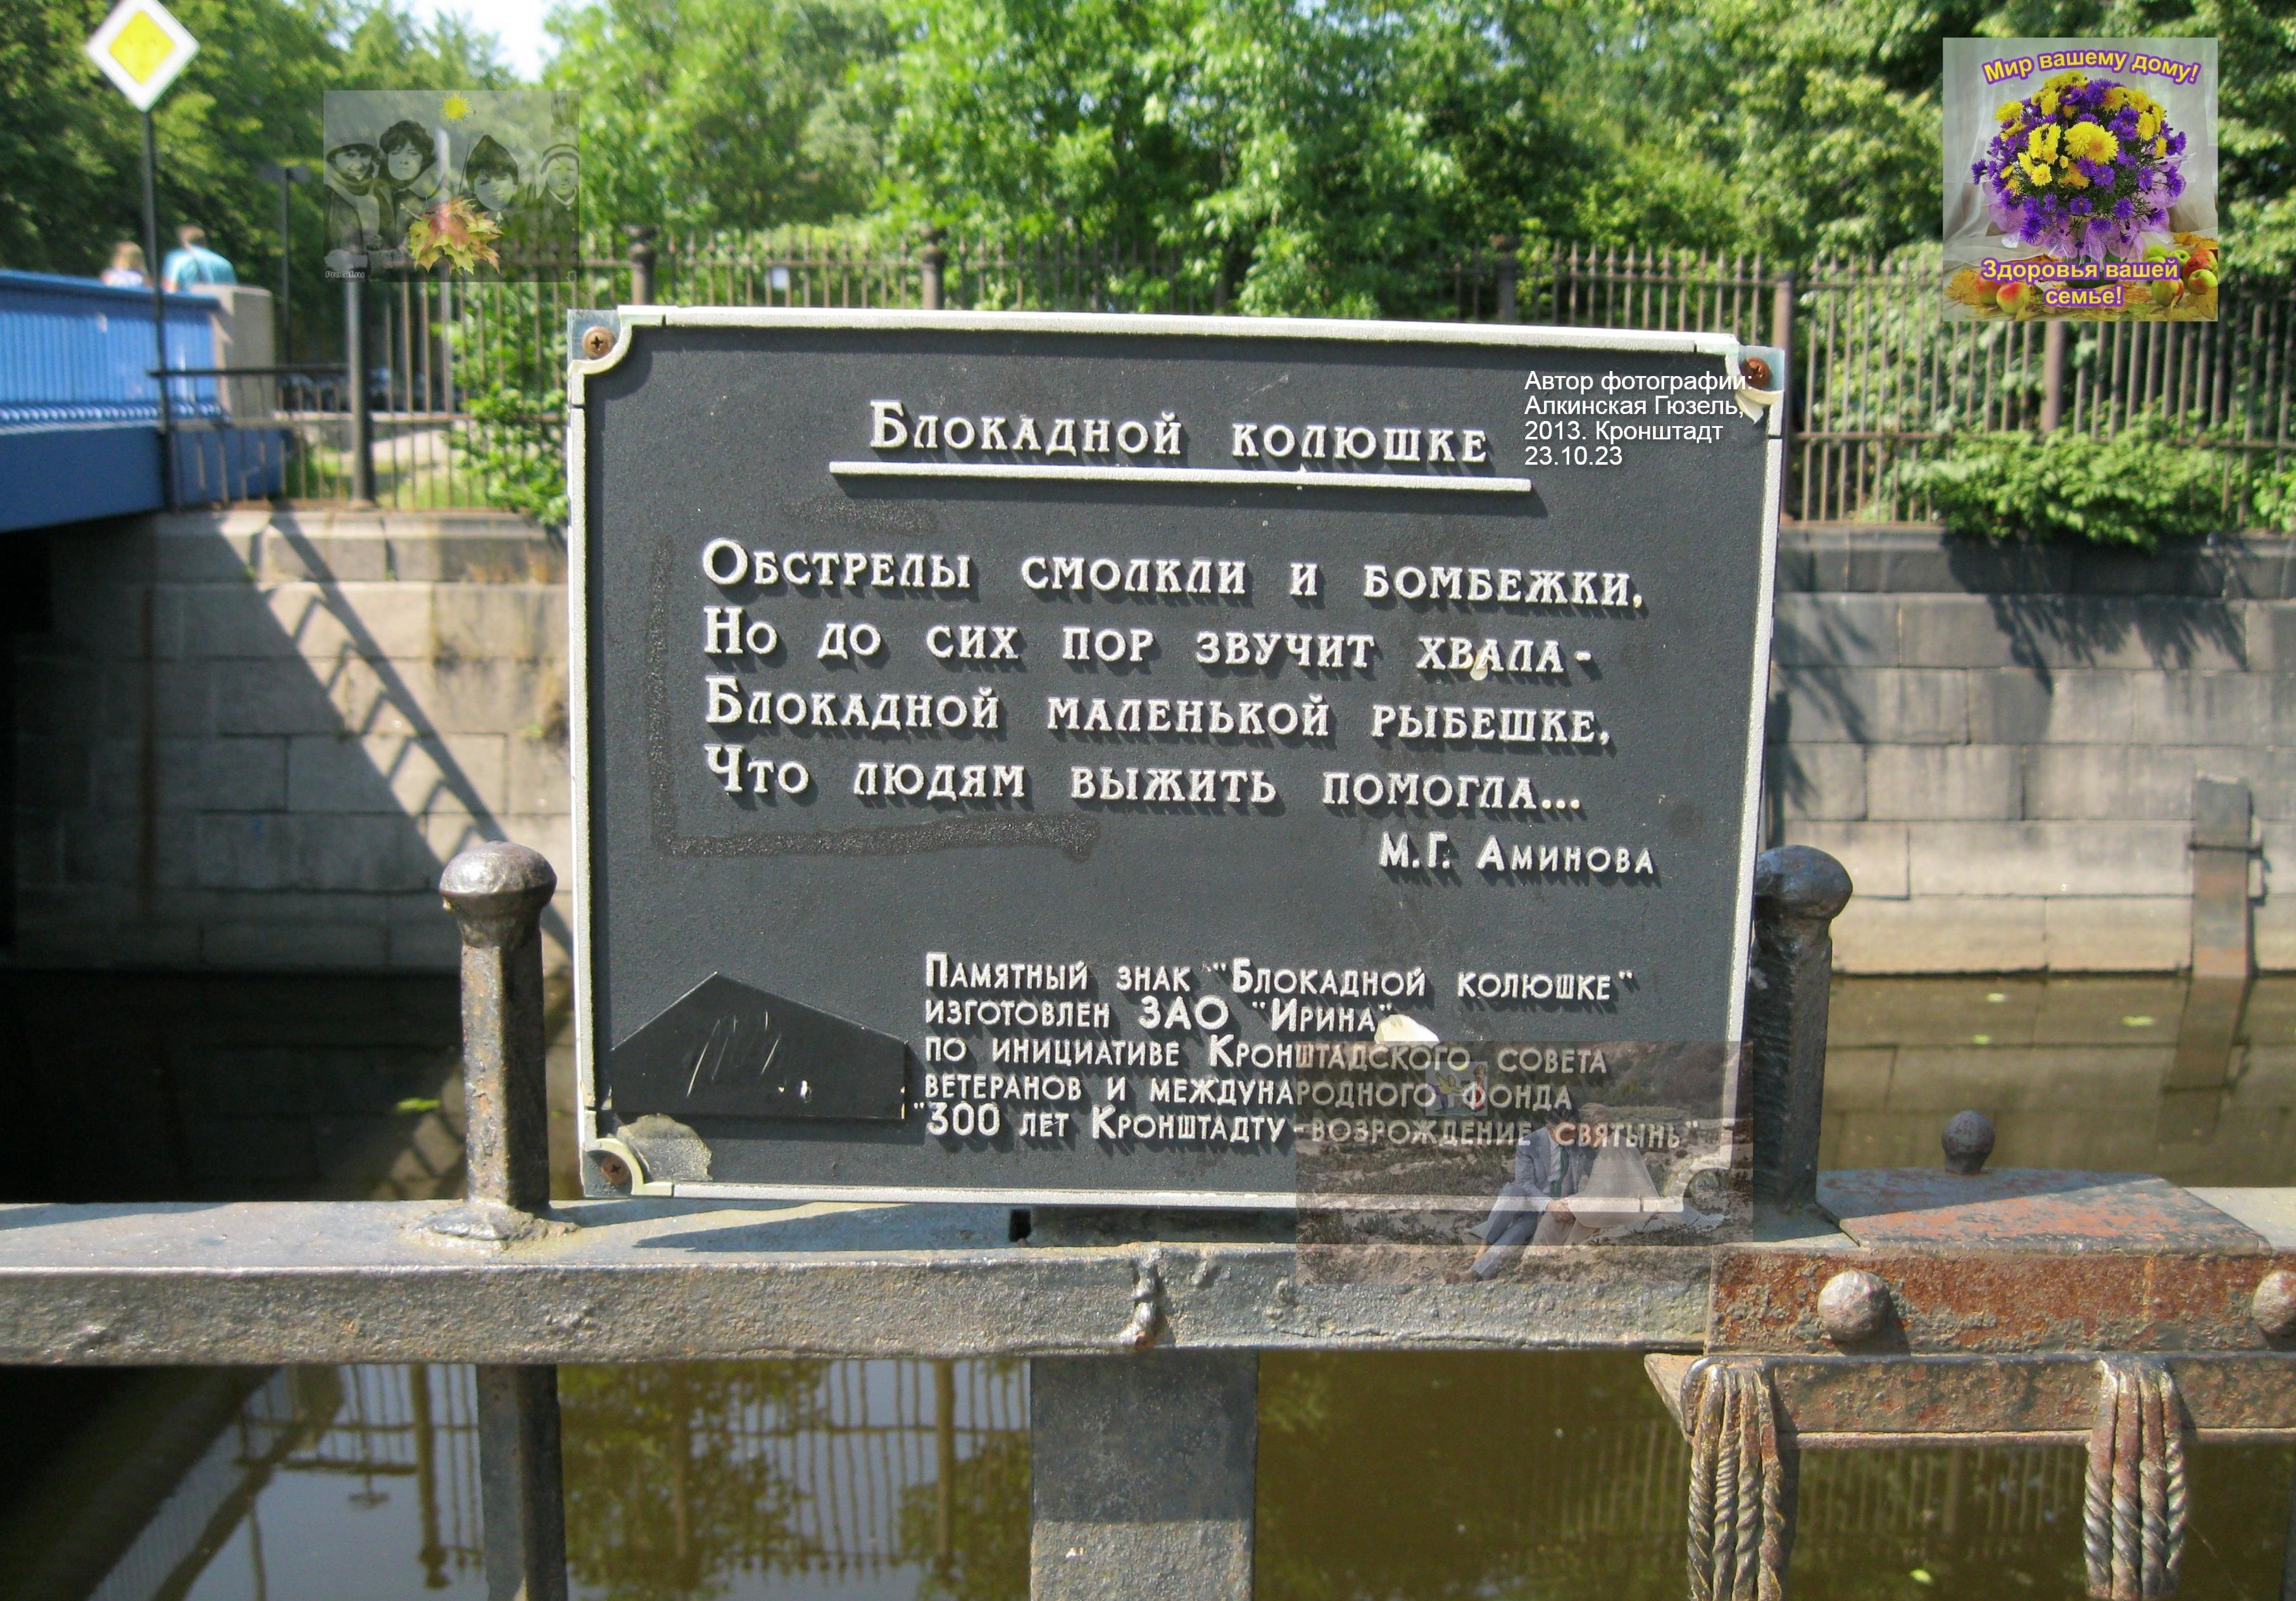 Мир вашему дому!
Здоровья вашей
семье!
Автор фотографии:
Алкинская Гюзель,
2013. Кронштадт
23.10.23
Блокадной колюшке
Обстрелы смолкли и бомбежки,
Но до сих пор звучит хвала-
Блокадной маленькой рыбешке,
Что людям выжить помогла...
М.Г. Аминова
Памятный знак "Блокадной колюшке"
изготовлен ЗАО "Ирина"
по инициативе Кронштадского совета
ветеранов и международного фонда
"300 лет Кронштадту-возрождение святынь"